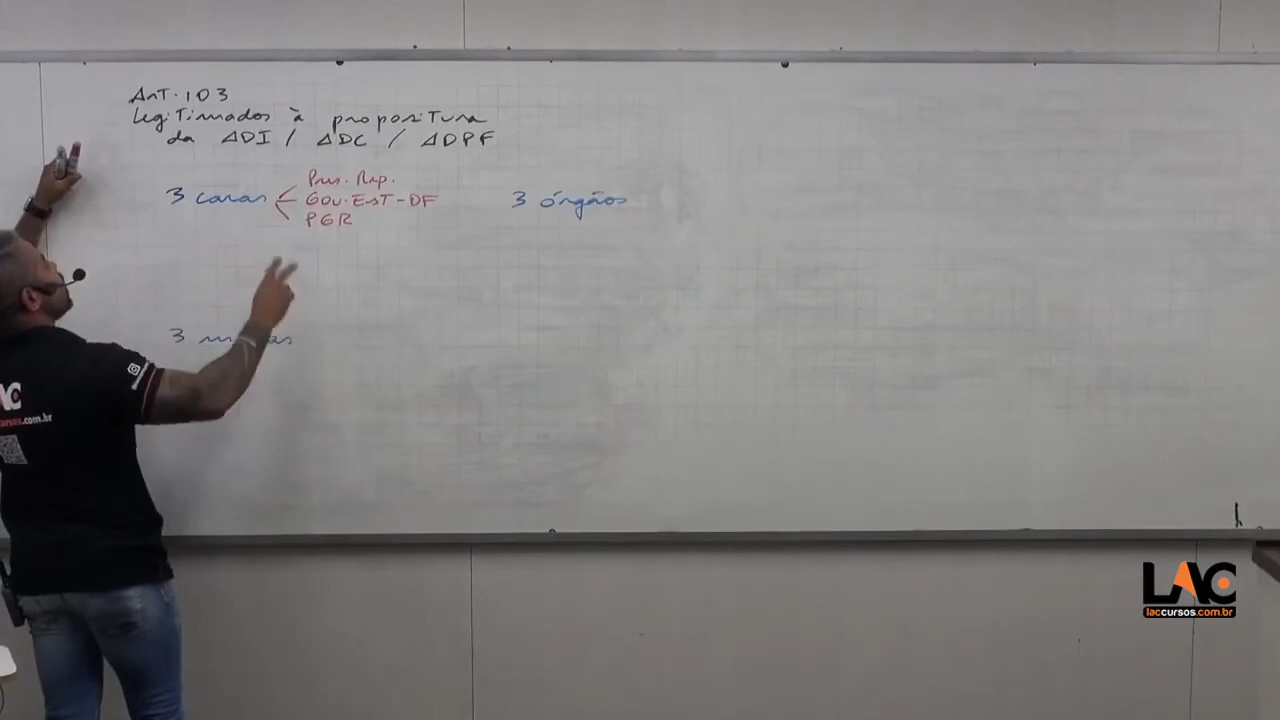 Art. 103
Legitimados à propositura
da ADI / ADC / ADPF
3 caras
Pres. Rep.
Gov. Est - DF
PGR
3 órgãos
3
LAC
laccursos.com.br